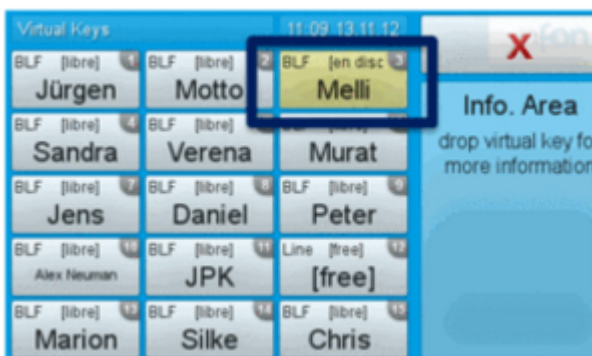 Virtual Keys 11:09 13.11.12
X
BLF [libre] 1 BLF [libre] 2 BLF [en disc 3
Jürgen Motto Melli
Info. Area
drop virtual key fo
more information
BLF [libre] 4 BLF [libre] 5
Sandra Verena Murat
BLF [libre] 7 BLF [libre] 8 BLF [libre] 9
Jens Daniel Peter
BLF [libre] 10 BLF [libre] 11 Line [free] 12
Alex Neuman JPK [free]
BLF [libre] 13 BLF [libre] 14 BLF [libre] 15
Marion Silke Chris